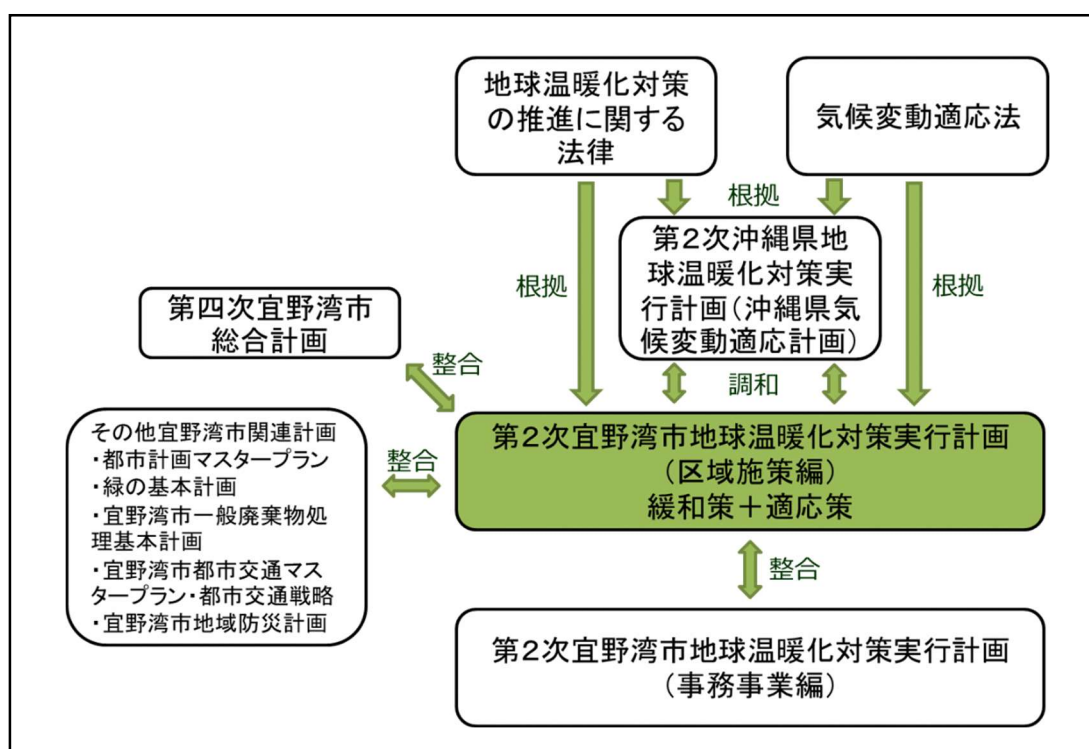 地球温暖化対策
の推進に関する
法律
気候変動適応法
根拠
根拠
根拠
第2次沖縄県地
球温暖化対策実
行計画(沖縄県気
候変動適応計画)
第四次宜野湾市
総合計画
整合
調和
その他宜野湾市関連計画
・都市計画マスタープラン
・緑の基本計画
・宜野湾市一般廃棄物処
理基本計画
・宜野湾市都市交通マス
タープラン・都市交通戦略
・宜野湾市地域防災計画
整合
第2次宜野湾市地球温暖化対策実行計画
(区域施策編)
緩和策+適応策
整合
第2次宜野湾市地球温暖化対策実行計画
(事務事業編)